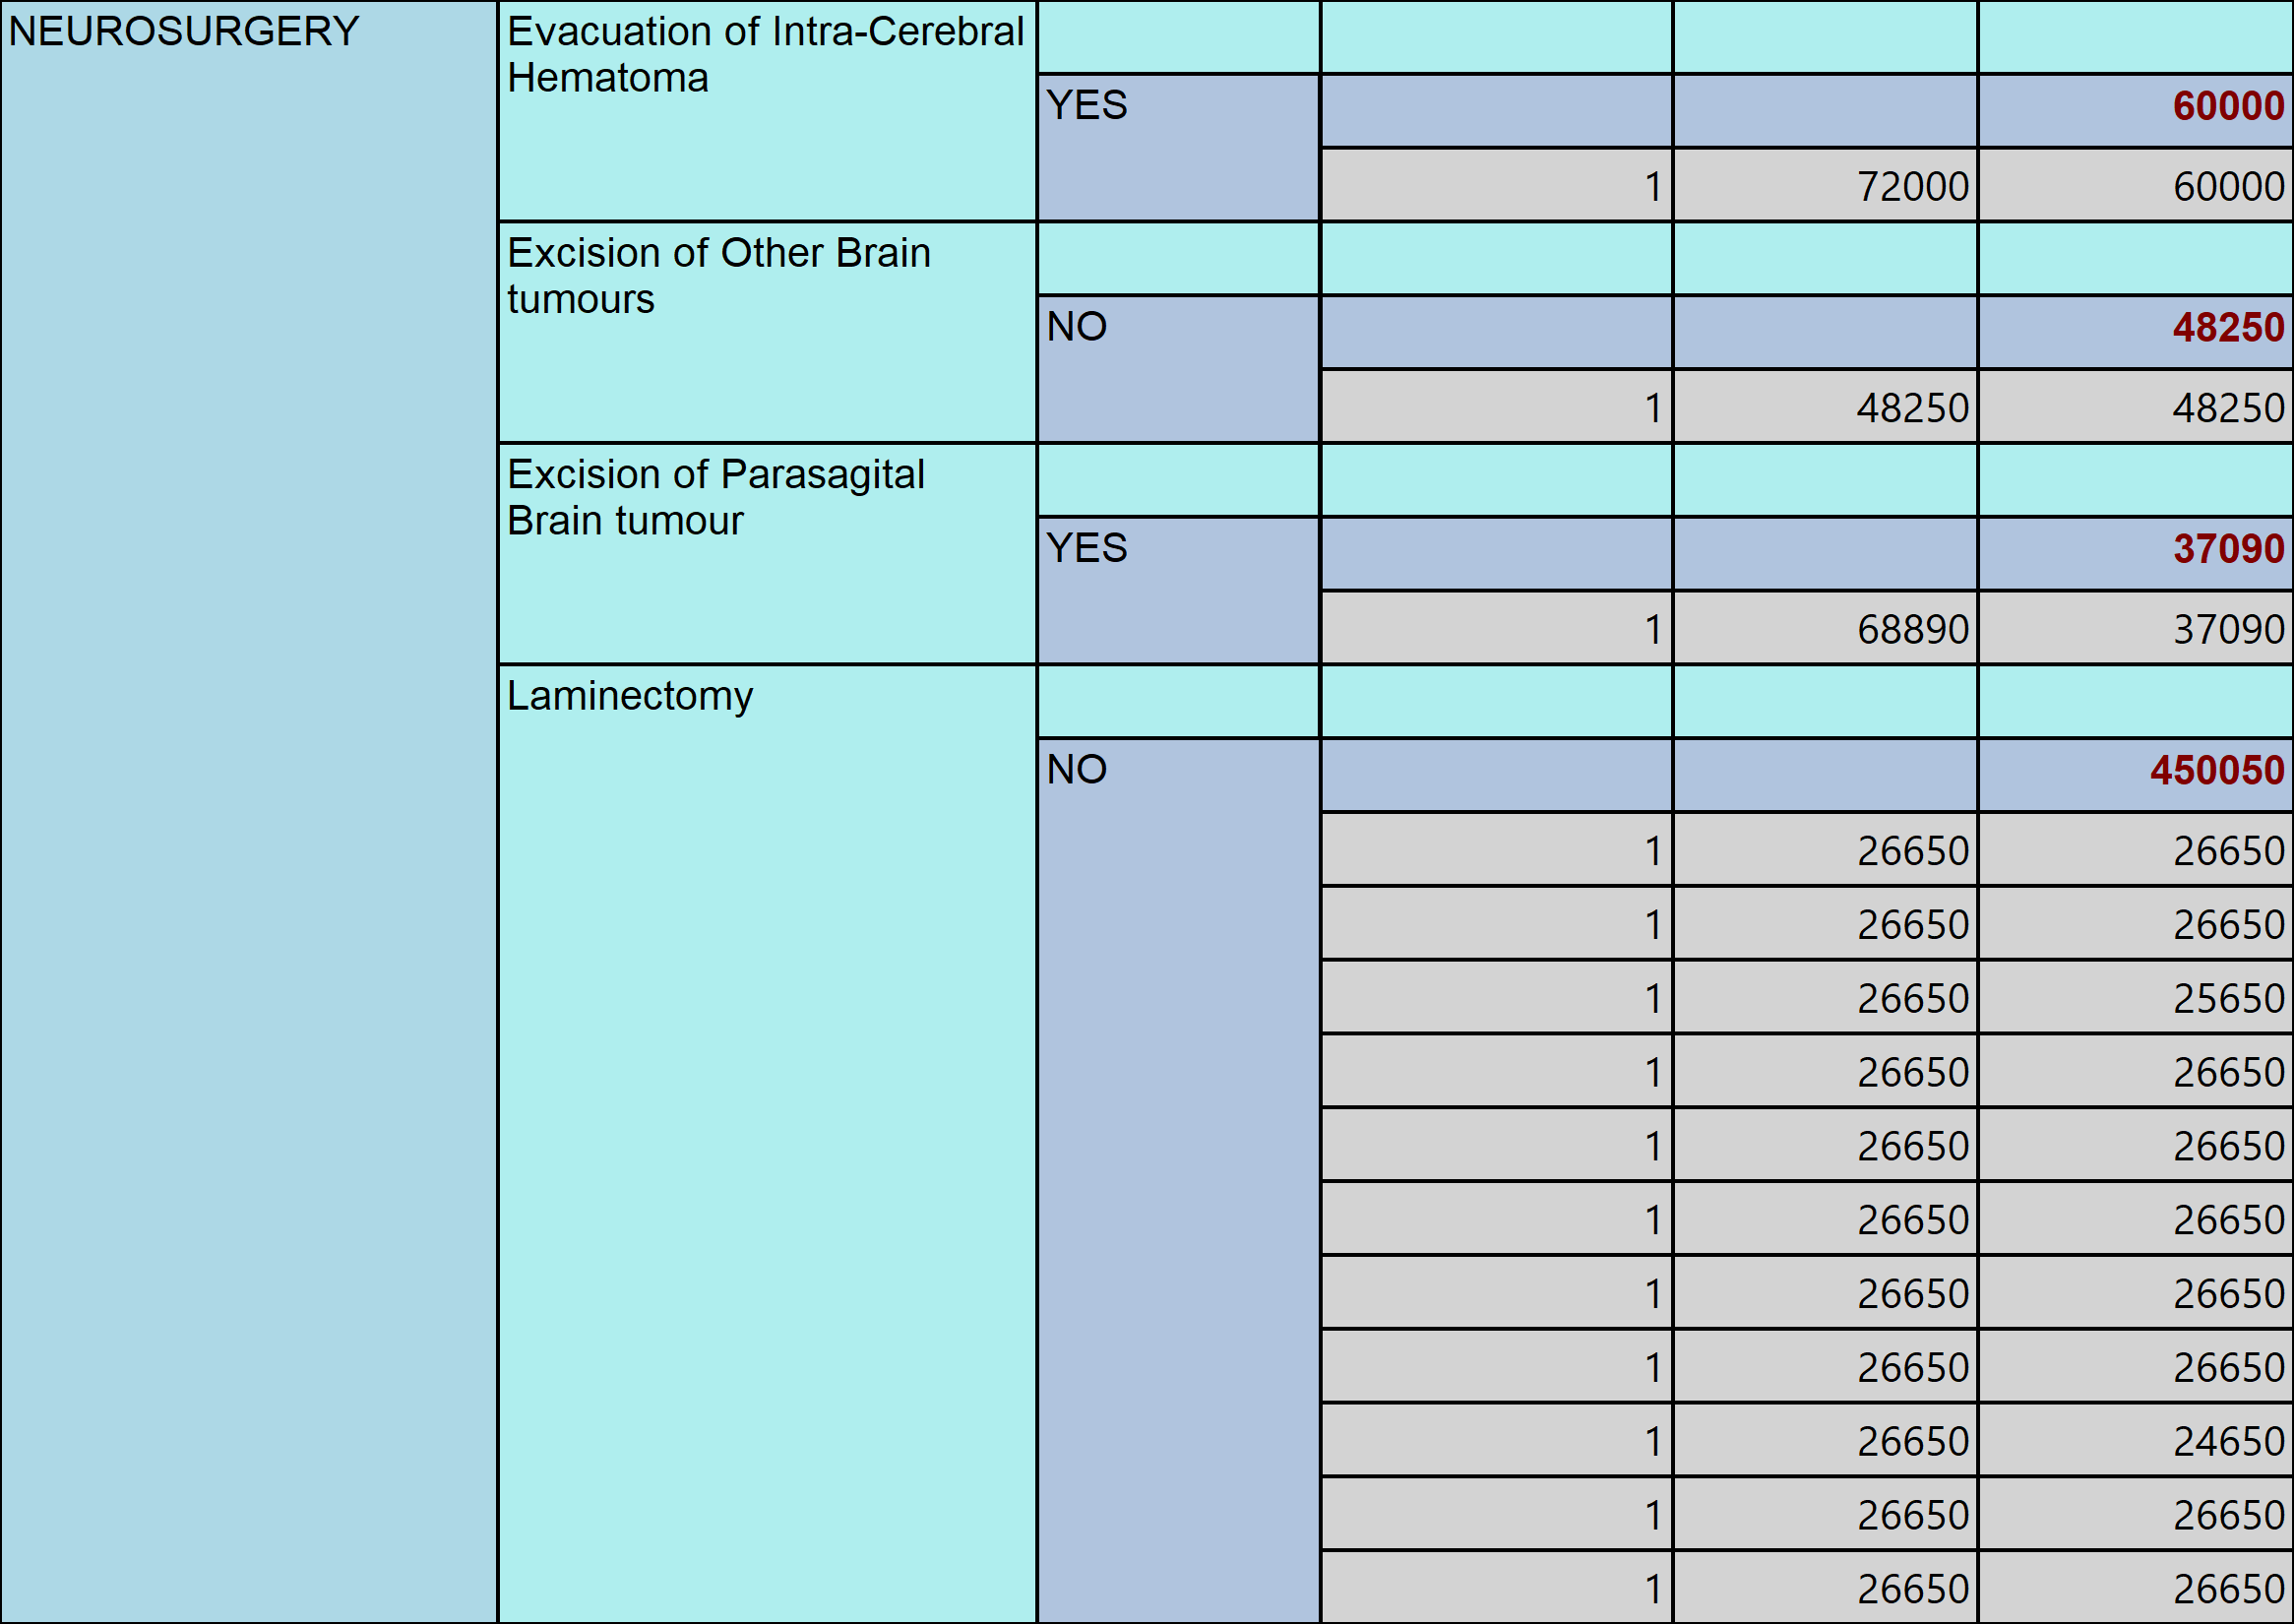 NEUROSURGERY
Evacuation of Intra-Cerebral
Hematoma
YES
60000
1 72000 60000
Excision of Other Brain
tumours
NO
48250
1 48250 48250
Excision of Parasagital
Brain tumour
YES
37090
1 68890 37090
Laminectomy
NO
450050
1 26650 26650
1 26650 26650
1 26650 25650
1 26650 26650
1 26650 26650
1 26650 26650
1 26650 26650
1 26650 26650
1 26650 24650
1 26650 26650
1 26650 26650